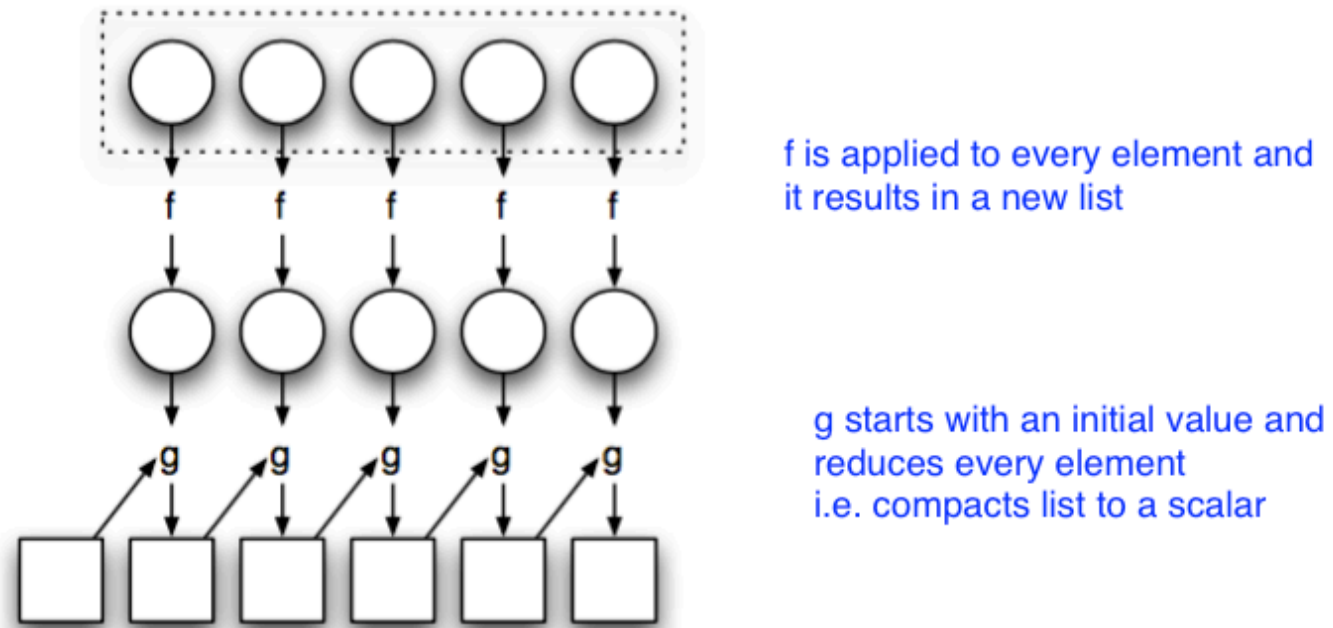 f is applied to every element and
it results in a new list
f f f f f
g starts with an initial value and
reduces every element
i.e. compacts list to a scalar
g g g g g